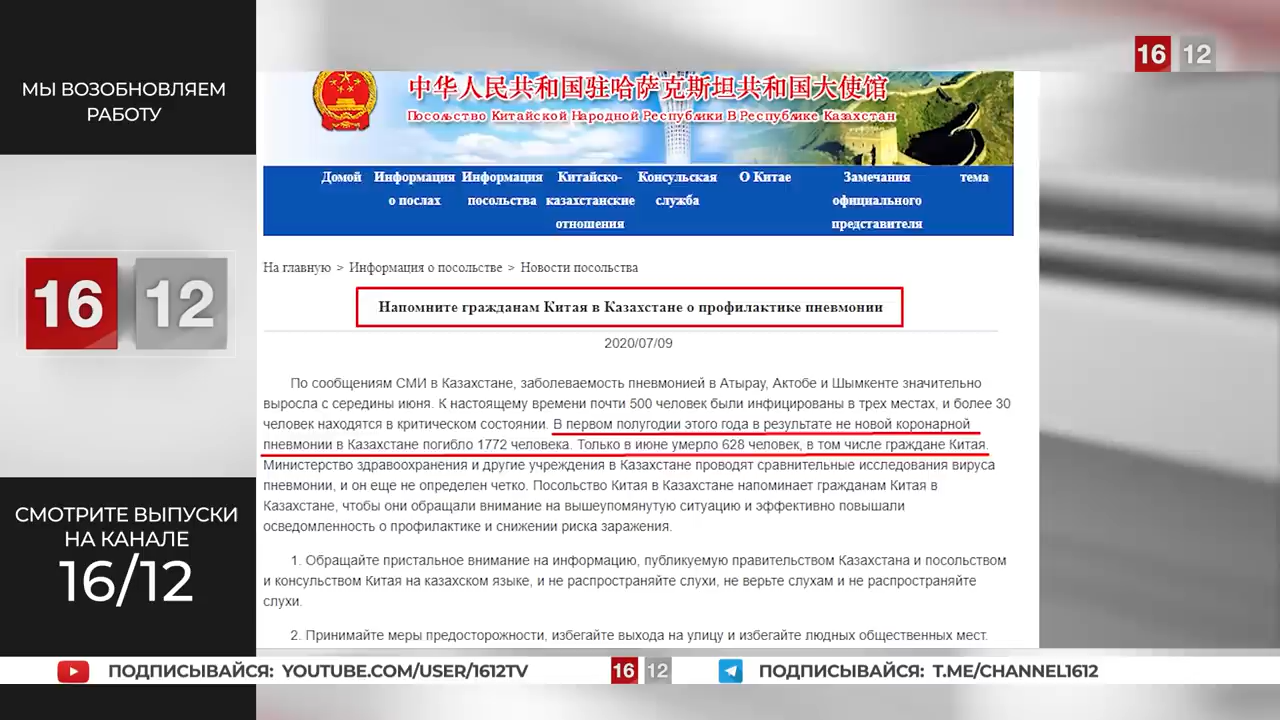 МЫ ВОЗОБНОВЛЯЕМ
РАБОТУ
16 12
СМОТРИТЕ ВЫПУСКИ
НА КАНАЛЕ
16/12
16 12
中华人民共和国驻哈萨克斯坦共和国大使馆
Посольство Китайской Народной Республики В Республике Казахстан
Домой
Информация
о послах
Информация
посольства
Китайско-
казахстанские
отношения
Консульская
служба
О Китае
Замечания
официального
представителя
тема
На главную > Информация о посольстве > Новости посольства
Напомните гражданам Китая в Казахстане о профилактике пневмонии
2020/07/09
По сообщениям СМИ в Казахстане, заболеваемость пневмонией в Атырау, Актобе и Шымкенте значительно
выросла с середины июня. К настоящему времени почти 500 человек были инфицированы в трех местах, и более 30
человек находятся в критическом состоянии. В первом полугодии этого года в результате не новой коронарной
пневмонии в Казахстане погибло 1772 человека. Только в июне умерло 628 человек, в том числе граждане Китая.
Министерство здравоохранения и другие учреждения в Казахстане проводят сравнительные исследования вируса
пневмонии, и он еще не определен четко. Посольство Китая в Казахстане напоминает гражданам Китая в
Казахстане, чтобы они обращали внимание на вышеупомянутую ситуацию и эффективно повышали
осведомленность о профилактике и снижении риска заражения.
1. Обращайте пристальное внимание на информацию, публикуемую правительством Казахстана и посольством
и консульством Китая на казахском языке, и не распространяйте слухи, не верьте слухам и не распространяйте
слухи.
2. Принимайте меры предосторожности, избегайте выхода на улицу и избегайте людных общественных мест.
ПОДПИСЫВАЙСЯ: YOUTUBE.COM/USER/1612TV
16 12
ПОДПИСЫВАЙСЯ: T.ME/CHANNEL1612